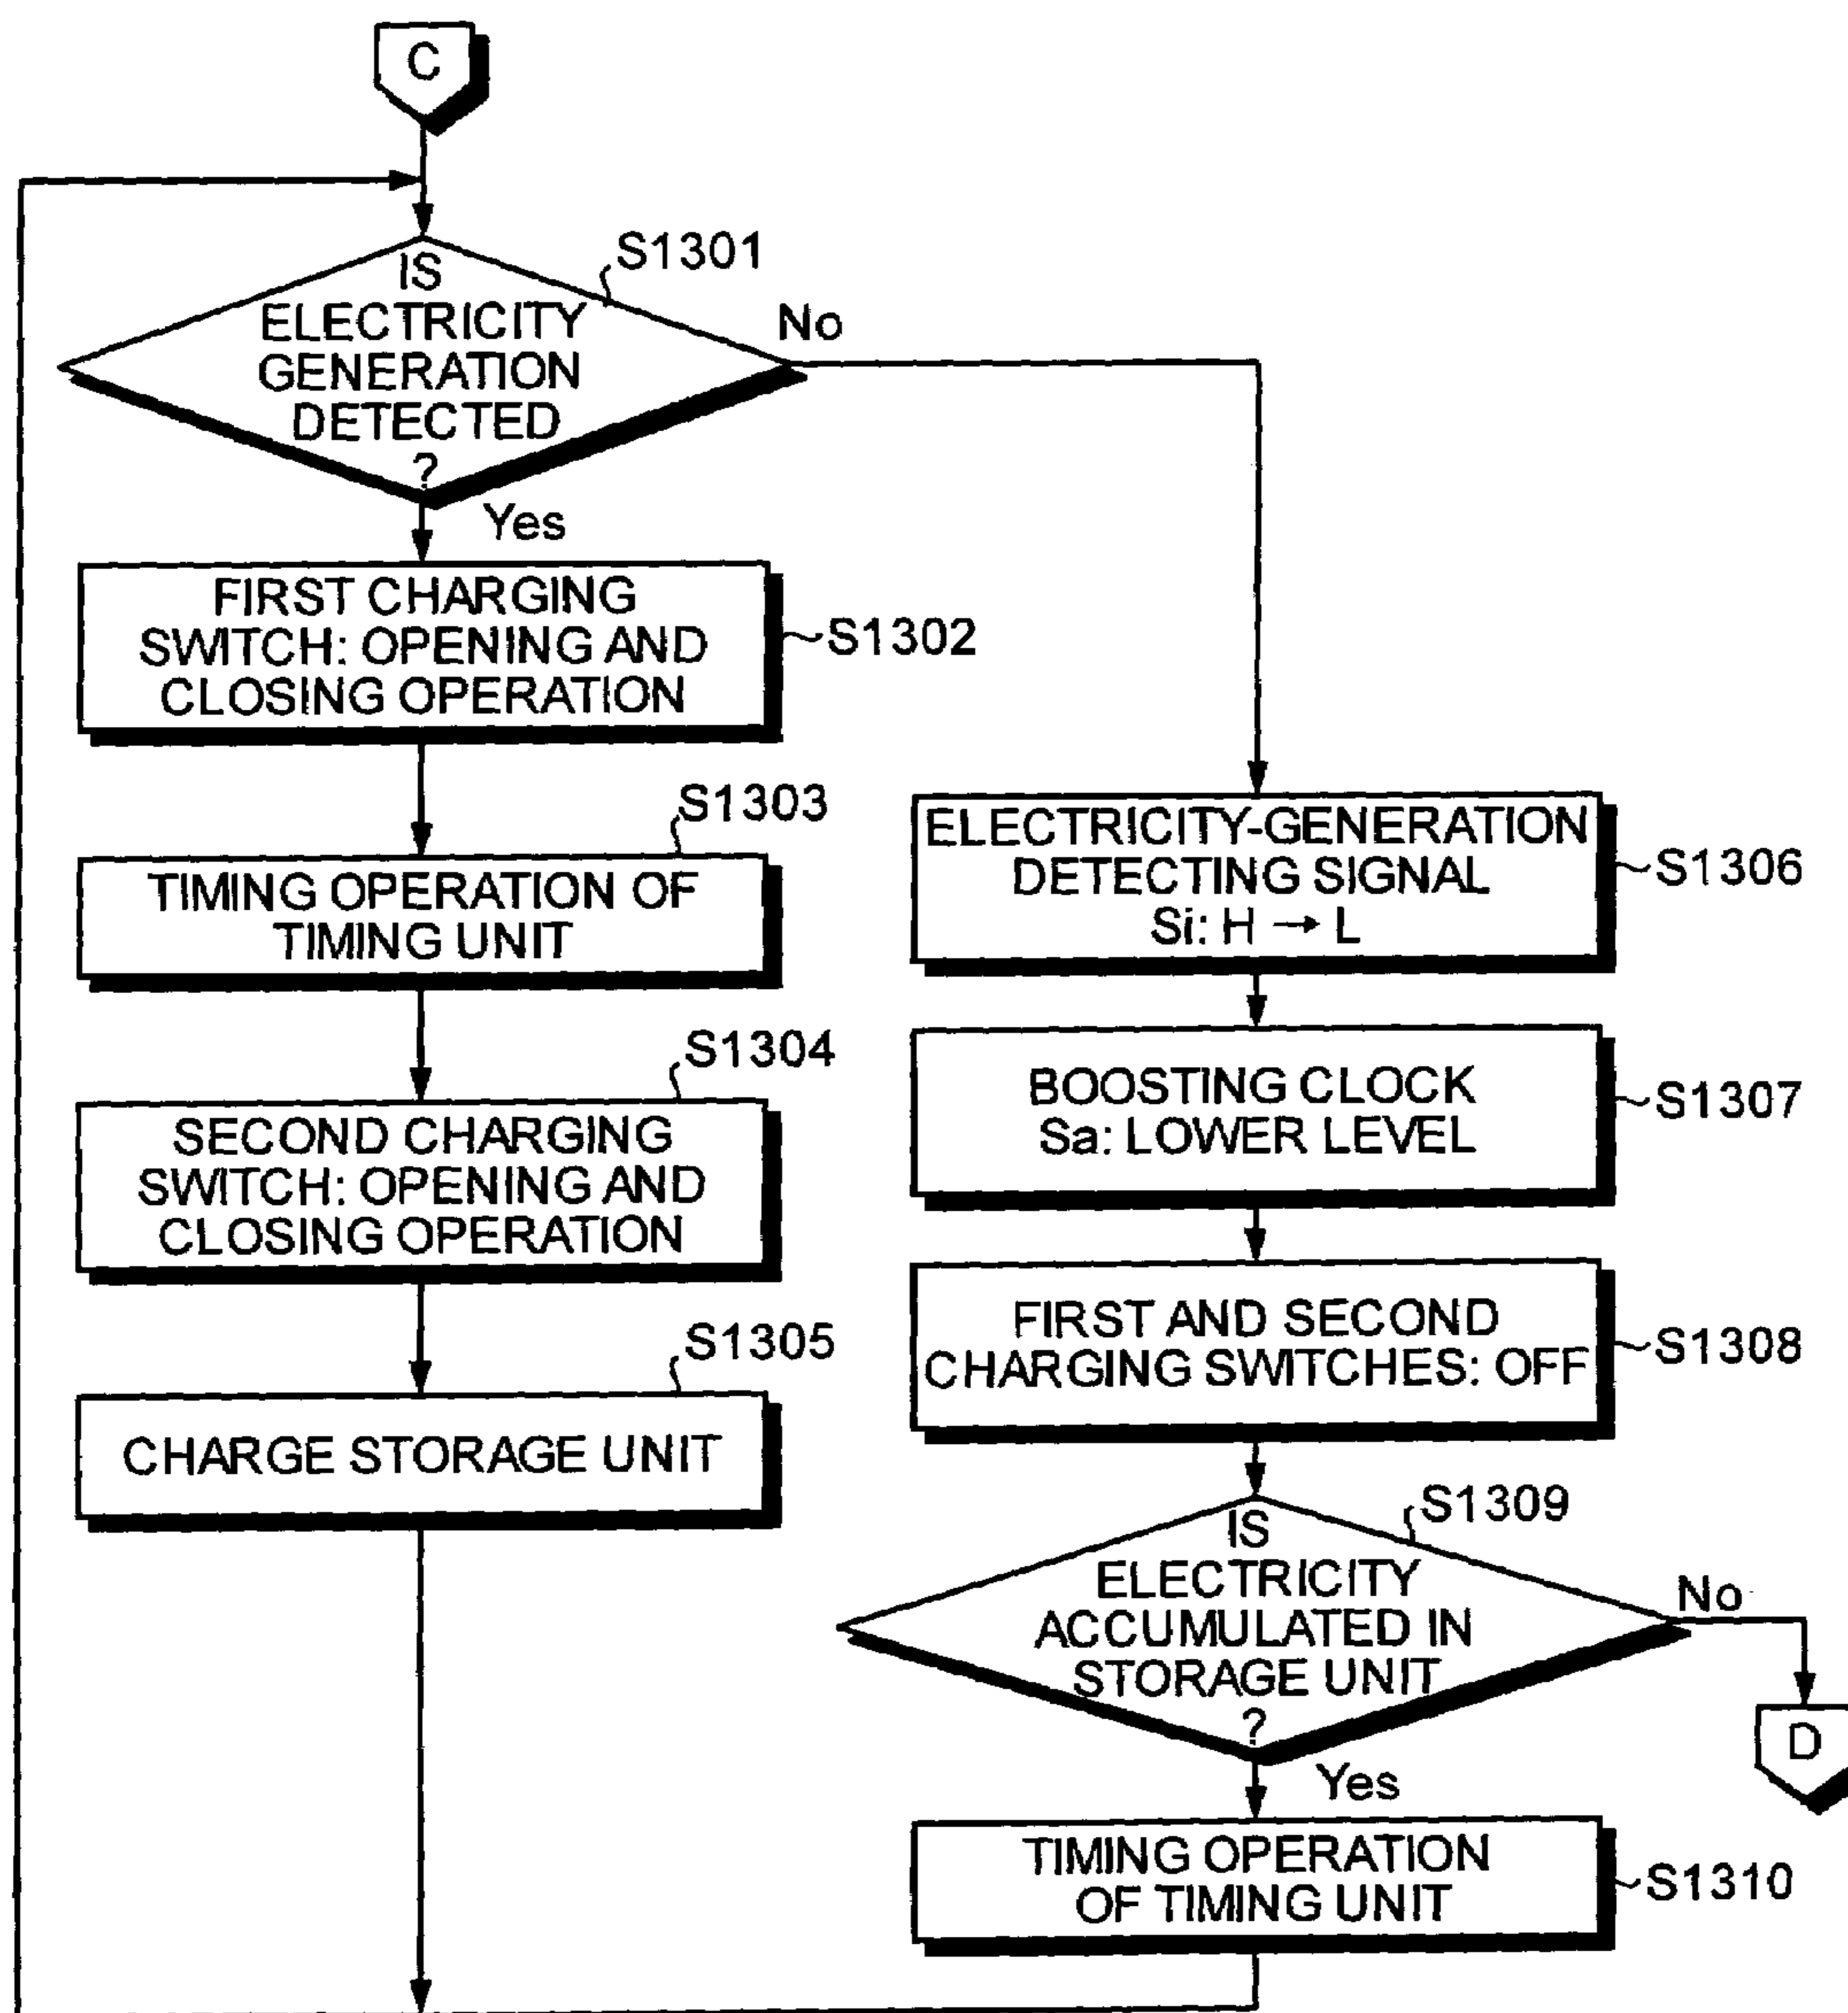 C
S1301
IS
ELECTRICITY
GENERATION
DETECTED
?
No
Yes
FIRST CHARGING
SWITCH: OPENING AND
CLOSING OPERATION
S1302
S1303
TIMING OPERATION OF
TIMING UNIT
S1304
SECOND CHARGING
SWITCH: OPENING AND
CLOSING OPERATION
S1305
CHARGE STORAGE UNIT
ELECTRICITY-GENERATION
DETECTING SIGNAL
Si: H → L
S1306
BOOSTING CLOCK
Sa: LOWER LEVEL
S1307
FIRST AND SECOND
CHARGING SWITCHES: OFF
S1308
S1309
IS
ELECTRICITY
ACCUMULATED IN
STORAGE UNIT
?
No
D
Yes
TIMING OPERATION
OF TIMING UNIT
S1310